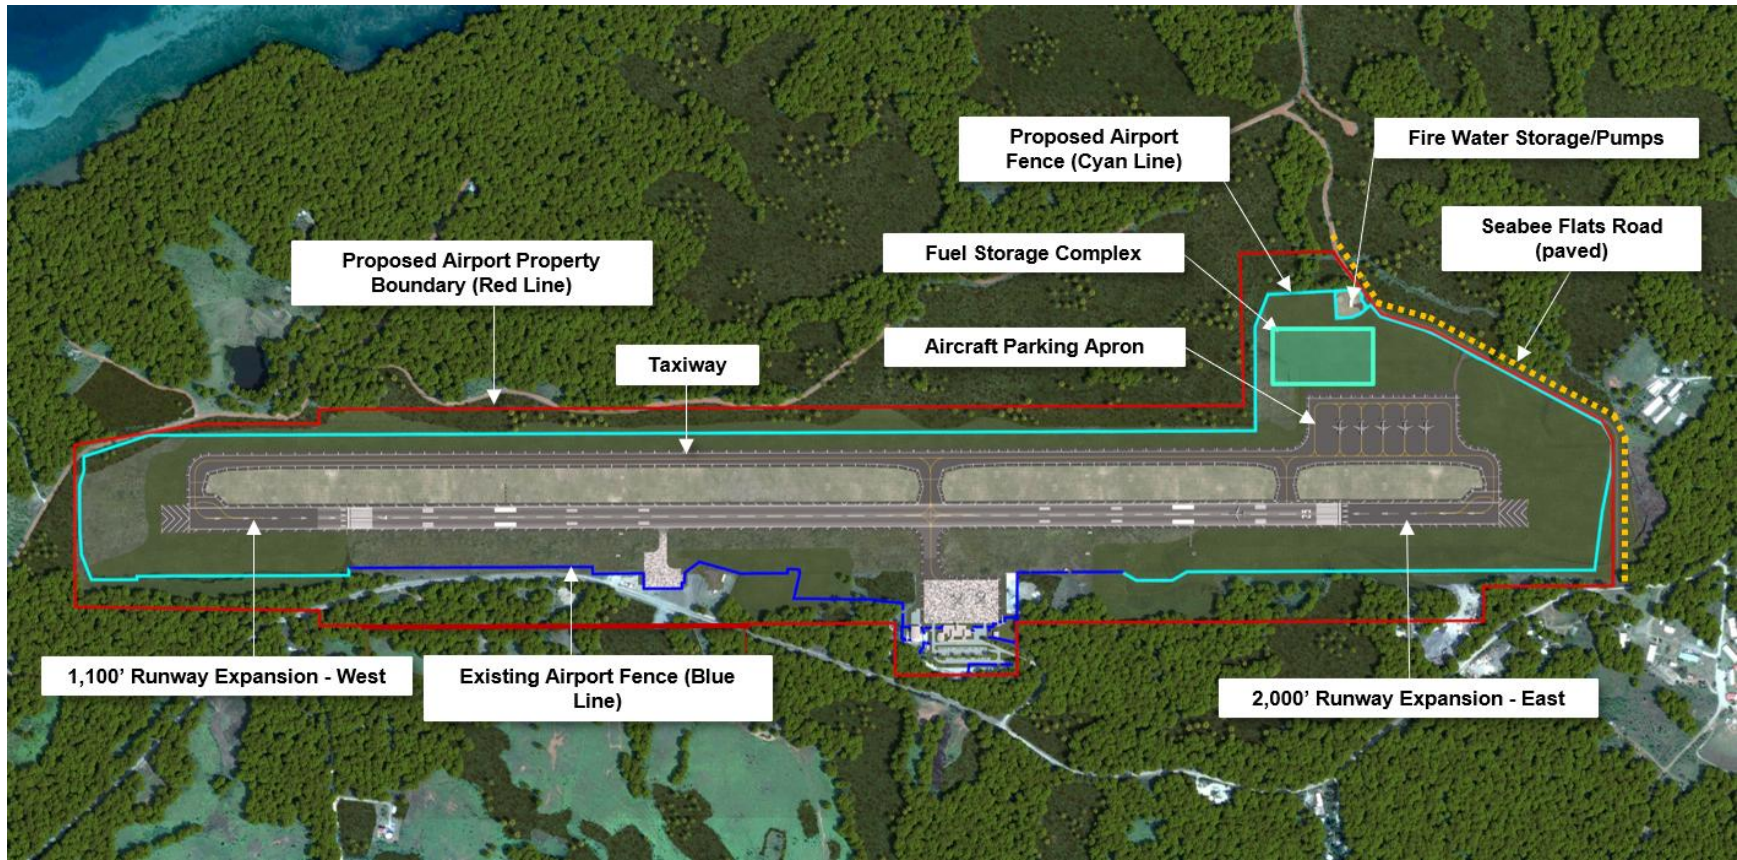 Proposed Airport
Fence (Cyan Line)
Fire Water Storage/Pumps
Seabee Flats Road
(paved)
Fuel Storage Complex
Proposed Airport Property
Boundary (Red Line)
Aircraft Parking Apron
Taxiway
1,100’ Runway Expansion - West
Existing Airport Fence (Blue
Line)
2,000’ Runway Expansion - East